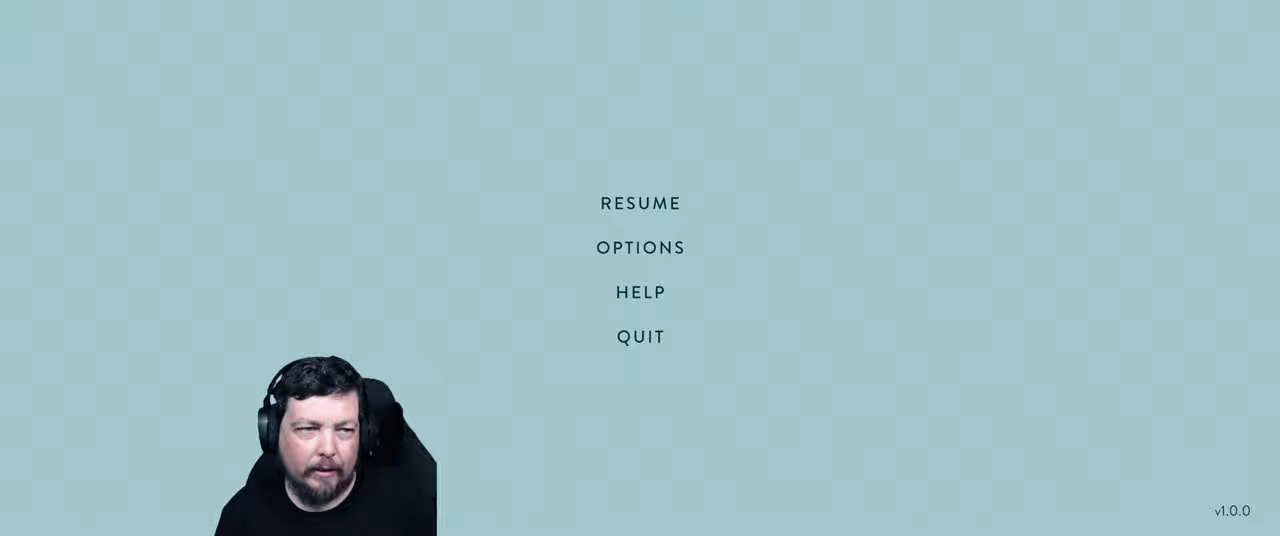 RESUME
OPTIONS
HELP
QUIT
v1.0.0